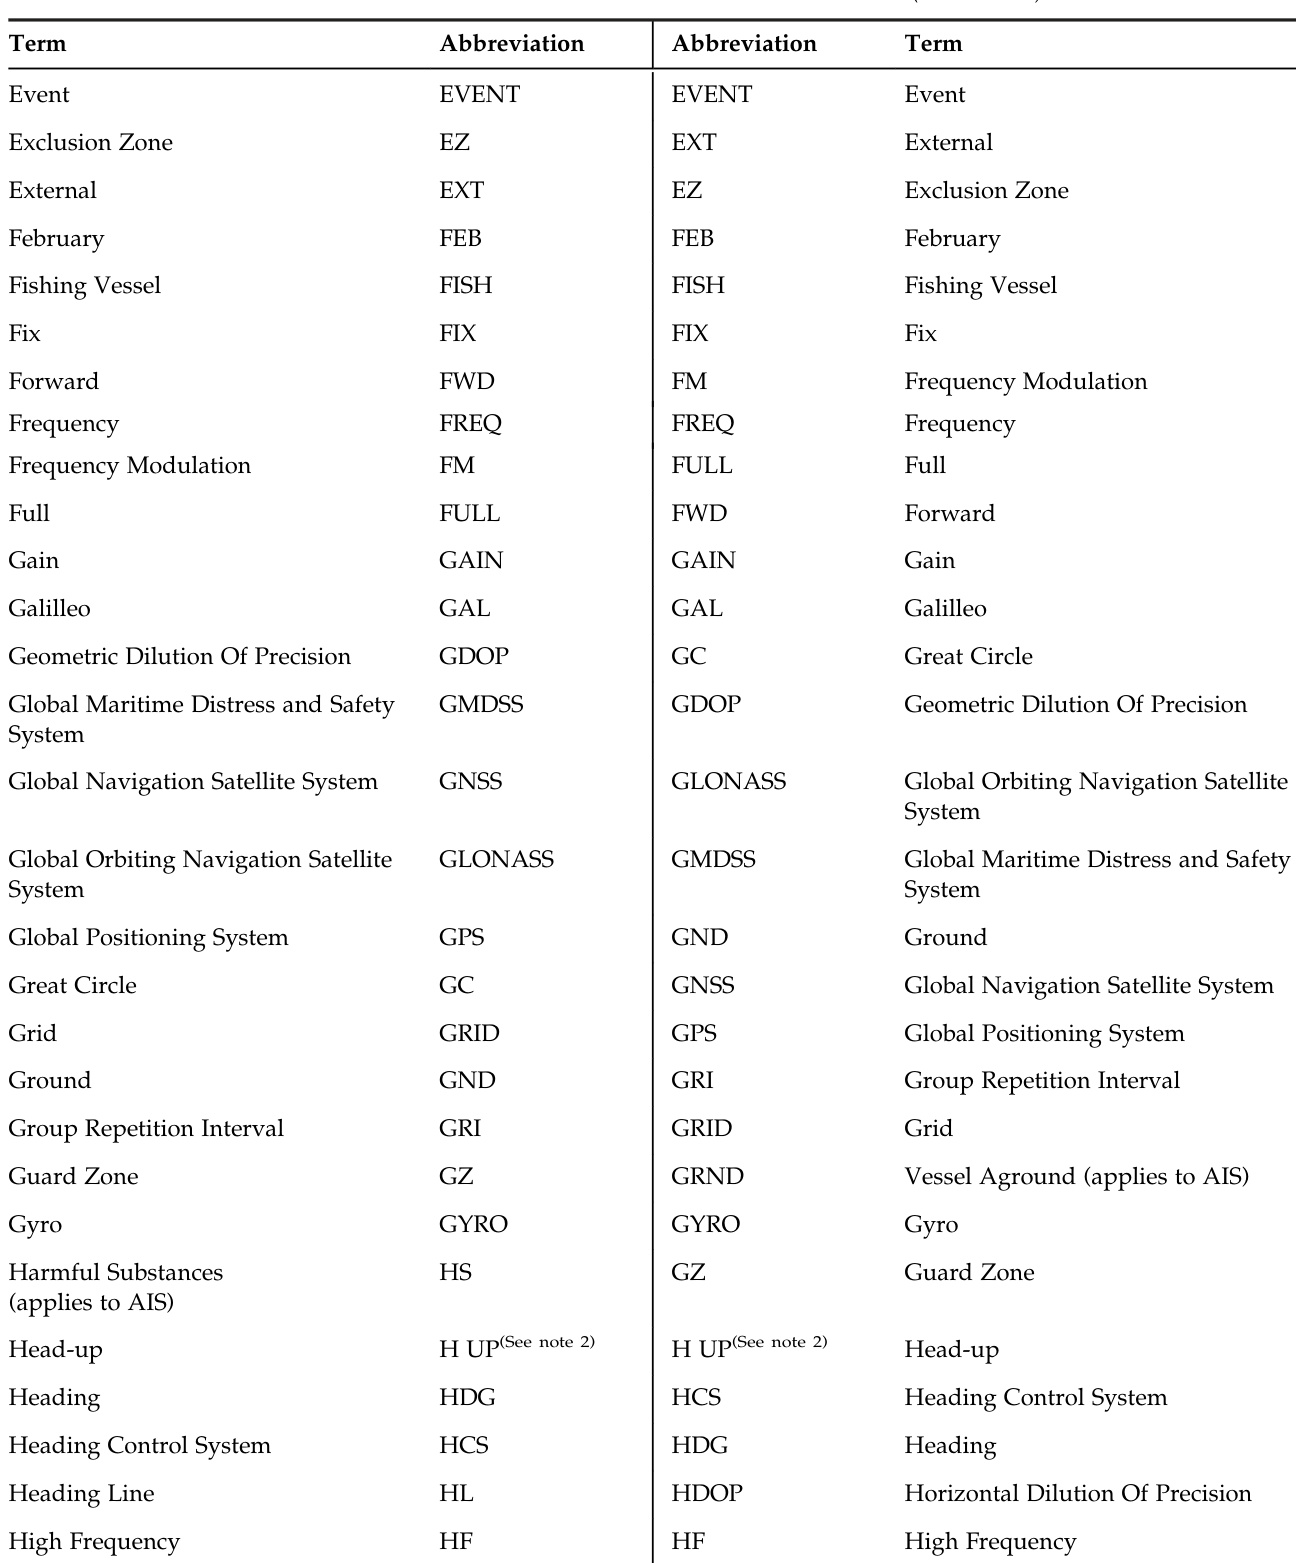 Term Abbreviation Abbreviation Term
Event EVENT EVENT Event
Exclusion Zone EZ EXT External
External EXT EZ Exclusion Zone
February FEB FEB February
Fishing Vessel FISH FISH Fishing Vessel
Fix FIX FIX Fix
Forward FWD FM Frequency Modulation
Frequency FREQ FREQ Frequency
Frequency Modulation FM FULL Full
Full FULL FWD Forward
Gain GAIN GAIN Gain
Galilleo GAL GAL Galilleo
Geometric Dilution Of Precision GDOP GC Great Circle
Global Maritime Distress and Safety GMDSS GDOP Geometric Dilution Of Precision
System
Global Navigation Satellite System GNSS GLONASS Global Orbiting Navigation Satellite
System
Global Orbiting Navigation Satellite GLONASS GMDSS Global Maritime Distress and Safety
System System
Global Positioning System GPS GND Ground
Great Circle GC GNSS Global Navigation Satellite System
Grid GRID GPS Global Positioning System
Ground GND GRI Group Repetition Interval
Group Repetition Interval GRI GRID Grid
Guard Zone GZ GRND Vessel Aground (applies to AIS)
Gyro GYRO GYRO Gyro
Harmful Substances HS GZ Guard Zone
(applies to AIS)
Head-up H UP(See note 2) H UP(See note 2) Head-up
Heading HDG HCS Heading Control System
Heading Control System HCS HDG Heading
Heading Line HL HDOP Horizontal Dilution Of Precision
High Frequency HF HF High Frequency